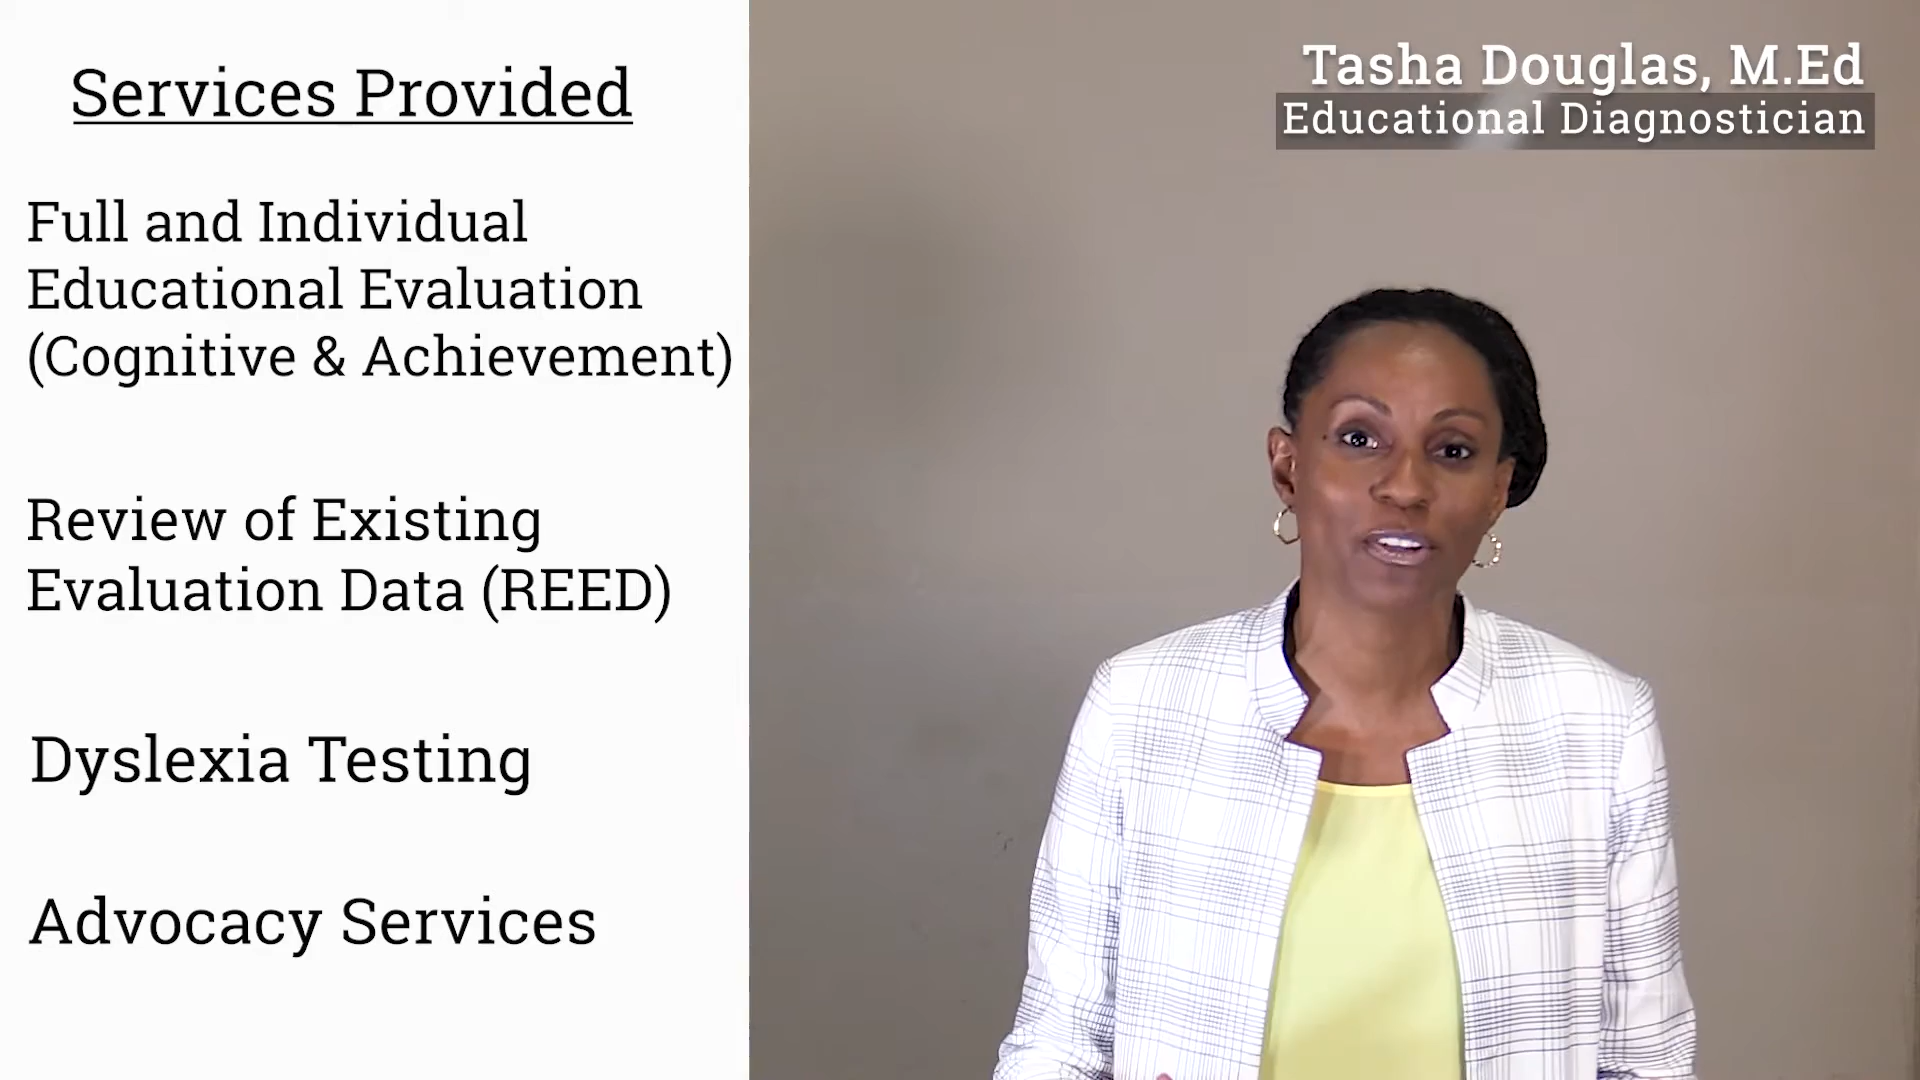 Services Provided
Full and Individual
Educational Evaluation
(Cognitive & Achievement)
Review of Existing
Evaluation Data (REED)
Dyslexia Testing
Advocacy Services
Tasha Douglas, M.Ed
Educational Diagnostician